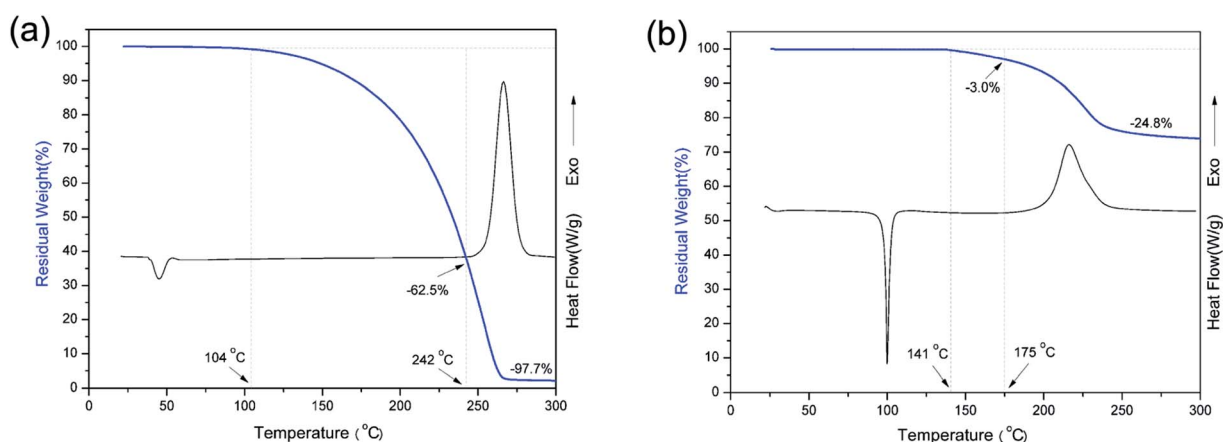 (a)
100
90
80
70
60
50
40
30
20
10
0
Residual Weight(%)
-62.5%
-97.7%
104 °C
242 °C
0 50 100 150 200 250 300
Temperature (°C)
Heat Flow(W/g) Exo
(b)
100
90
80
70
60
50
40
30
20
10
0
Residual Weight(%)
-3.0%
-24.8%
141 °C
175 °C
0 50 100 150 200 250 300
Temperature (°C)
Heat Flow(W/g) Exo